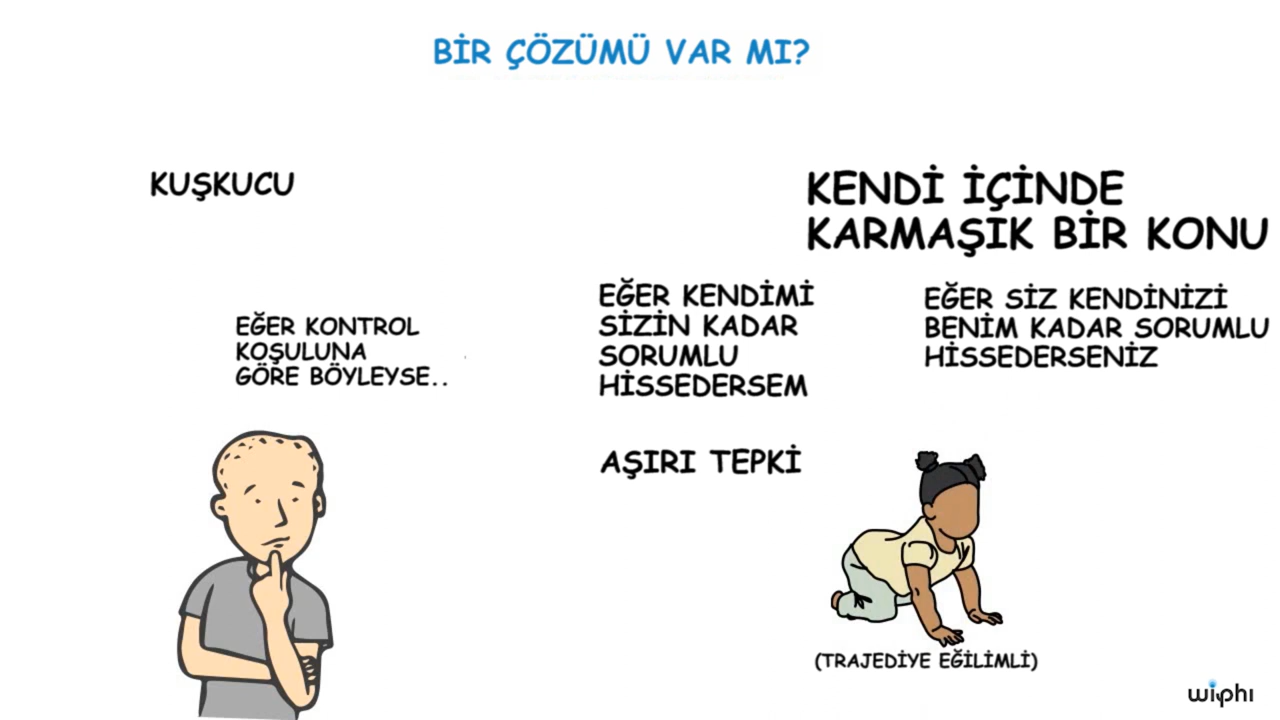 BİR ÇÖZÜMÜ VAR MI?
KUŞKUCU
KENDİ İÇİNDE
KARMAŞIK BİR KONU
EĞER KONTROL
KOŞULUNA
GÖRE BÖYLEYSE..
EĞER KENDİMİ
SİZİN KADAR
SORUMLU
HİSSEDERSEM
EĞER SİZ KENDİNİZİ
BENİM KADAR SORUMLU
HİSSEDERSENİZ
AŞIRI TEPKİ
(TRAJEDİYE EĞİLİMLİ)
wiφhi